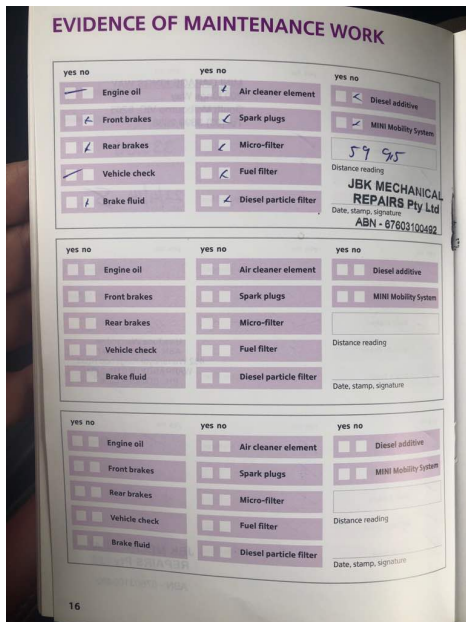 EVIDENCE OF MAINTENANCE WORK
yes no
Engine oil
Front brakes
Rear brakes
Vehicle check
Brake fluid
yes no
Air cleaner element
Spark plugs
Micro-filter
Fuel filter
Diesel particle filter
yes no
Diesel additive
MINI Mobility System
Distance reading
JBK MECHANICAL
REPAIRS Pty Ltd
Date, stamp, signature
ABN - 67603100492
yes no
Engine oil
Front brakes
Rear brakes
Vehicle check
Brake fluid
yes no
Air cleaner element
Spark plugs
Micro-filter
Fuel filter
Diesel particle filter
yes no
Diesel additive
MINI Mobility System
Distance reading
Date, stamp, signature
yes no
Engine oil
Front brakes
Rear brakes
Vehicle check
Brake fluid
yes no
Air cleaner element
Spark plugs
Micro-filter
Fuel filter
Diesel particle filter
yes no
Diesel additive
MINI Mobility System
Distance reading
Date, stamp, signature
16